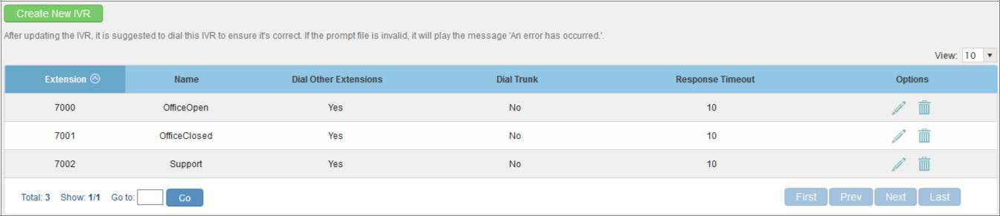 Create New IVR
After updating the IVR, it is suggested to dial this IVR to ensure it's correct. If the prompt file is invalid, it will play the message 'An error has occurred.'.
View: 10
Extension Name Dial Other Extensions Dial Trunk Response Timeout Options
7000 OfficeOpen Yes No 10
7001 OfficeClosed Yes No 10
7002 Support Yes No 10
Total: 3 Show: 1/1 Go to: Go First Prev Next Last